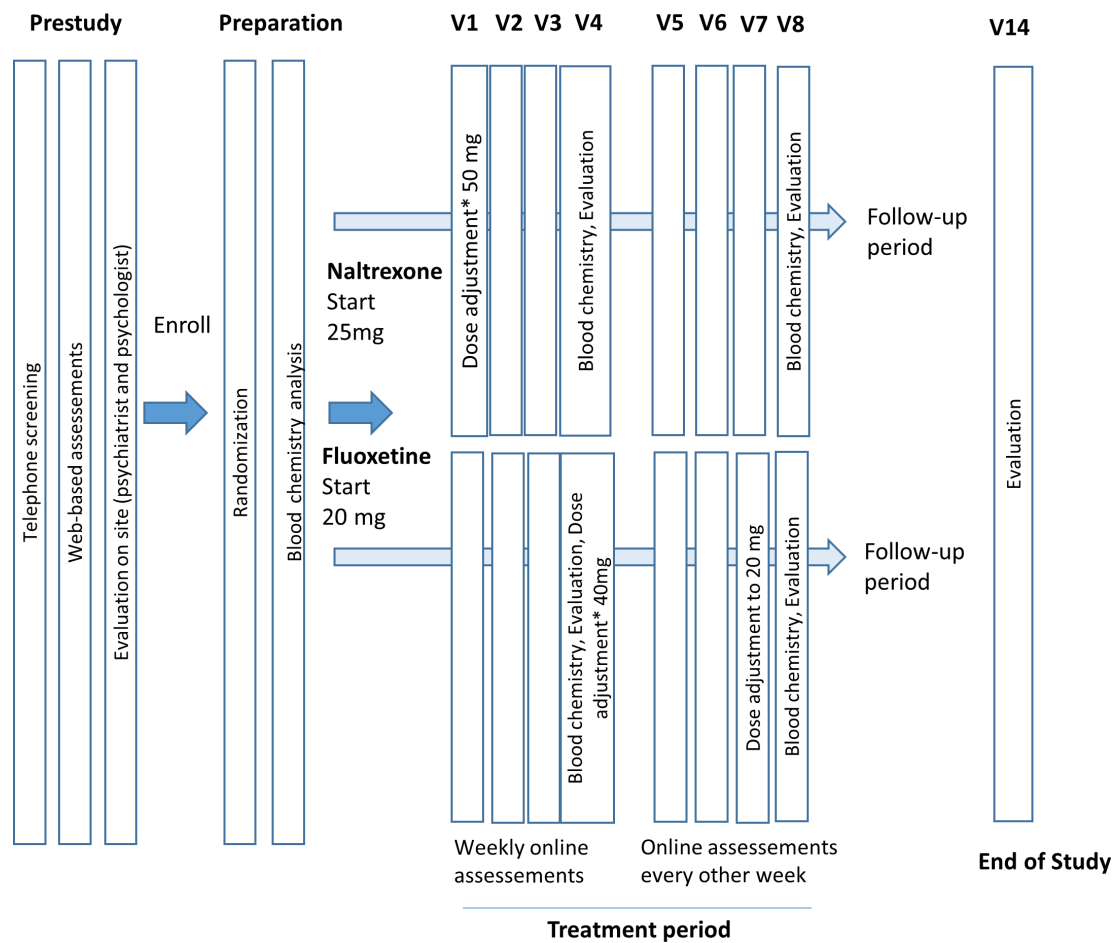 Prestudy
Preparation
V1
V2
V3
V4
V5
V6
V7
V8
V14
Telephone screening
Web-based assessments
Evaluation on site (psychiatrist and psychologist)
Enroll
Randomization
Blood chemistry analysis
Naltrexone
Start
25mg
Dose adjustment* 50 mg
Blood chemistry, Evaluation
Blood chemistry, Evaluation
Follow-up
period
Fluoxetine
Start
20 mg
Blood chemistry, Evaluation, Dose
adjustment* 40mg
Dose adjustment to 20 mg
Blood chemistry, Evaluation
Follow-up
period
Evaluation
Weekly online
assessements
Online assessements
every other week
Treatment period
End of Study